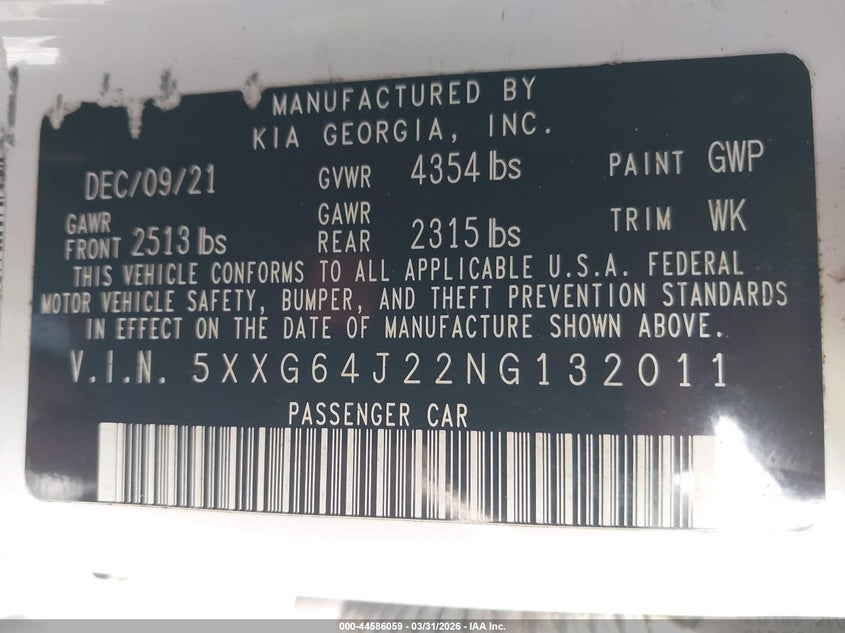 MANUFACTURED BY
KIA GEORGIA, INC.
DEC/09/21 GVWR 4354 lbs PAINT GWP
GAWR FRONT 2513 lbs GAWR REAR 2315 lbs TRIM WK
THIS VEHICLE CONFORMS TO ALL APPLICABLE U.S.A. FEDERAL
MOTOR VEHICLE SAFETY, BUMPER, AND THEFT PREVENTION STANDARDS
IN EFFECT ON THE DATE OF MANUFACTURE SHOWN ABOVE.
V.I.N. 5XXG64J22NG132011
PASSENGER CAR
000-44586059 - 03/31/2026 - IAA Inc.